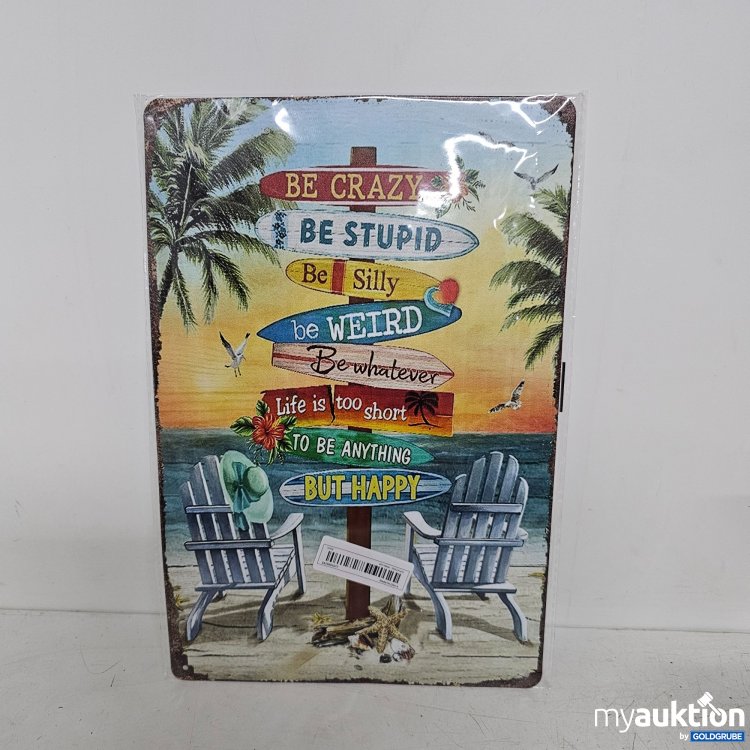 BE CRAZY
BE STUPID
Be Silly
be WEIRD
Be whatever
Life is too short
TO BE ANYTHING
BUT HAPPY
myauktion
by GOLDGRUBE